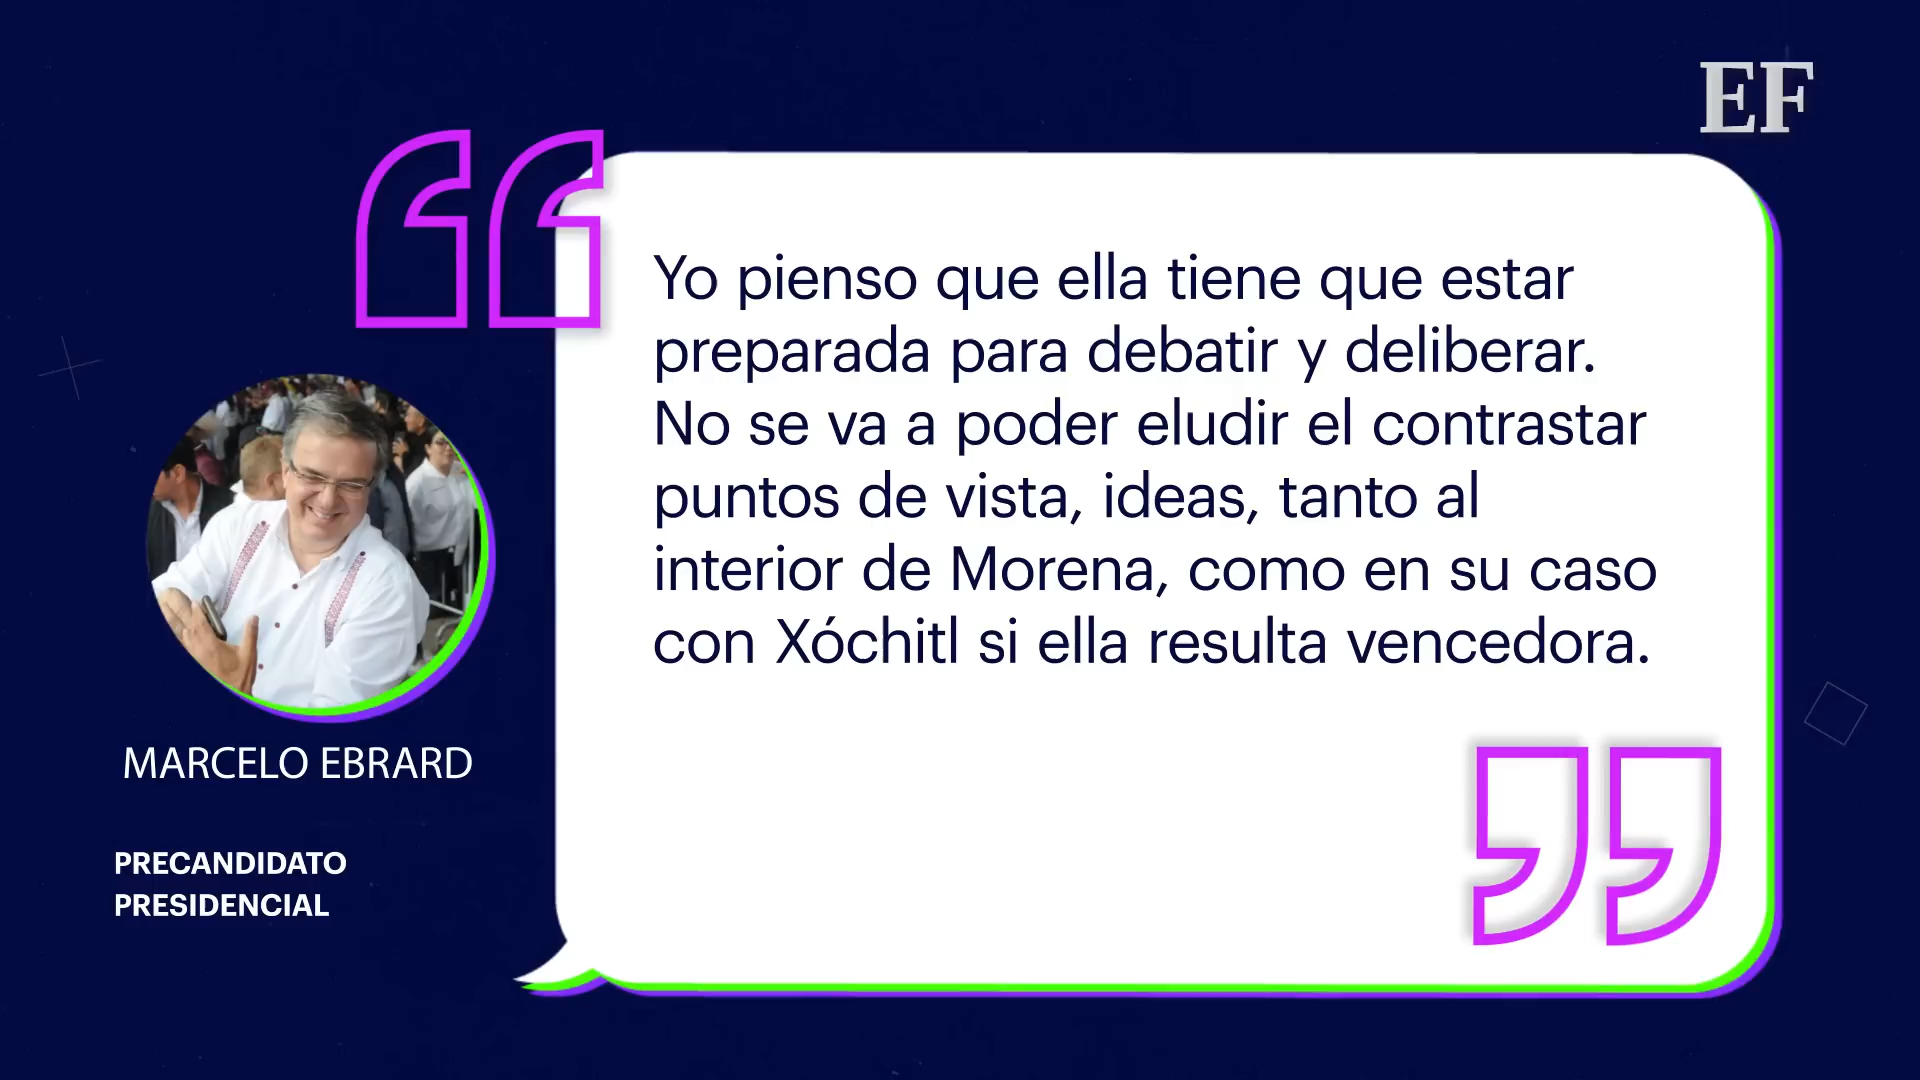 EF
Yo pienso que ella tiene que estar
preparada para debatir y deliberar.
No se va a poder eludir el contrastar
puntos de vista, ideas, tanto al
interior de Morena, como en su caso
con Xóchitl si ella resulta vencedora.
MARCELO EBRARD
PRECANDIDATO
PRESIDENCIAL